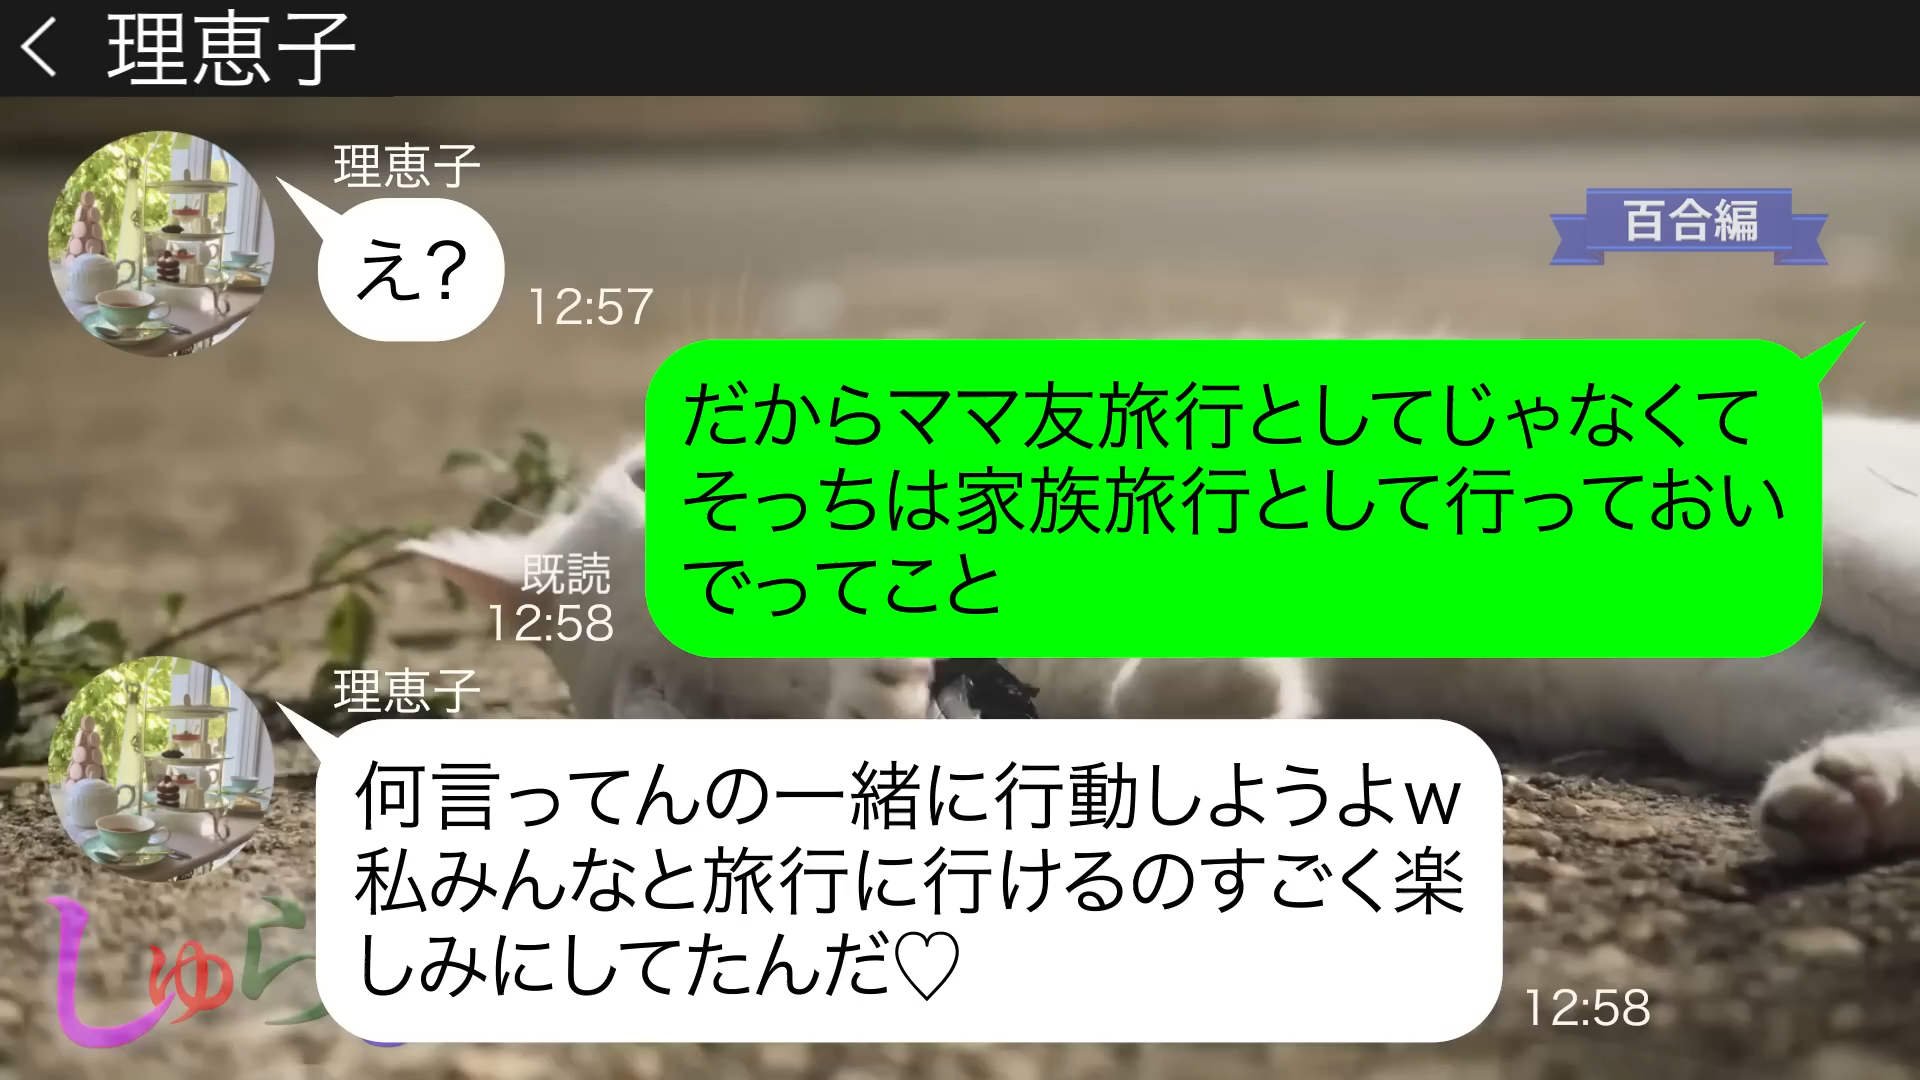 理恵子
理恵子
え?
12:57
百合編
だからママ友旅行としてじゃなくて
そっちは家族旅行として行っておい
でってこと
既読
12:58
理恵子
何言ってんの一緒に行動しようよw
私みんなと旅行に行けるのすごく楽
しみにしてたんだ♡
12:58
しゅら